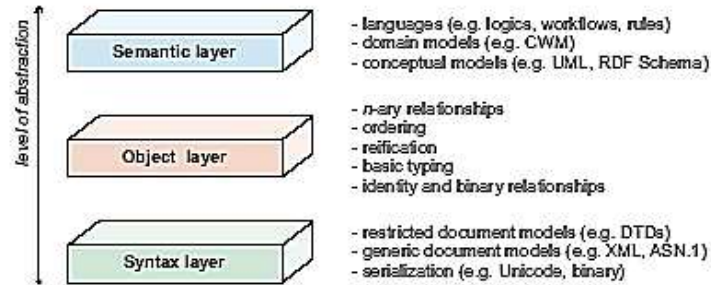 level of abstraction
Semantic layer
- languages (e.g. logics, workflows, rules)
- domain models (e.g. CWM)
- conceptual models (e.g. UML, RDF Schema)
Object layer
- n-ary relationships
- ordering
- reification
- basic typing
- identity and binary relationships
Syntax layer
- restricted document models (e.g. DTDs)
- generic document models (e.g. XML, ASN.1)
- serialization (e.g. Unicode, binary)